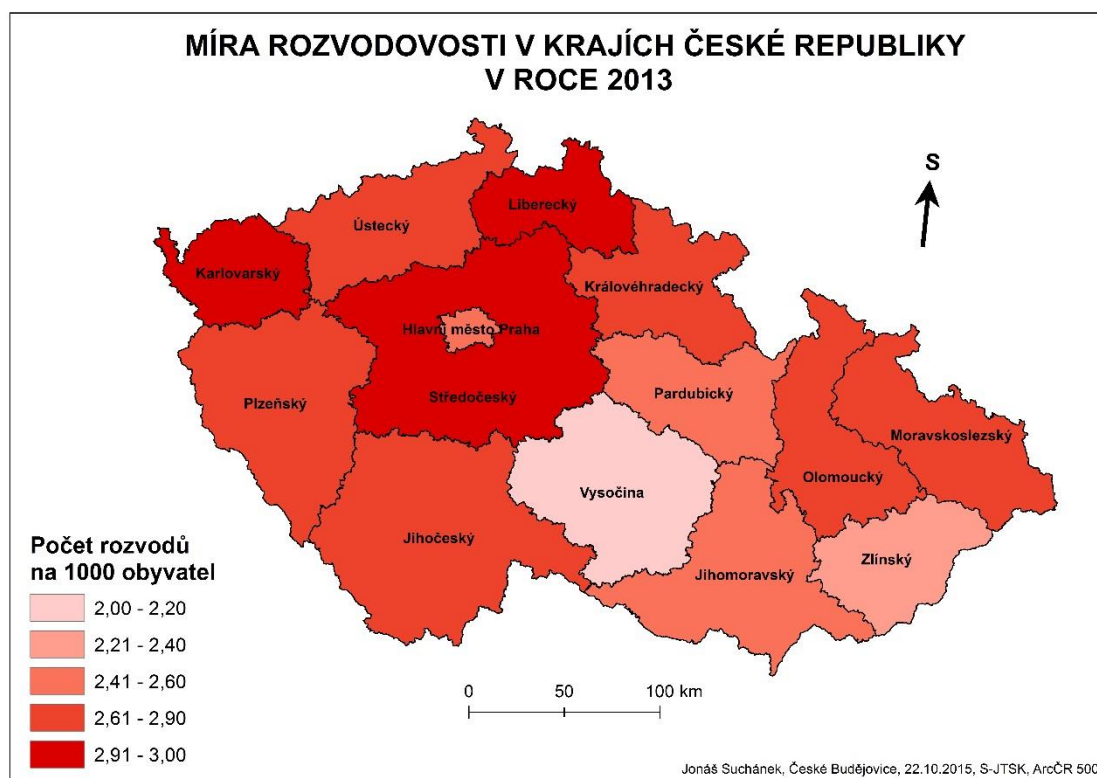 MÍRA ROZVODOVOSTI V KRAJÍCH ČESKÉ REPUBLIKY
V ROCE 2013
S
Liberecký
Ústecký
Karlovarský
Královéhradecký
Hlavní město Praha
Středočeský
Pardubický
Plzeňský
Moravskoslezský
Olomoucký
Vysočina
Jihočeský
Zlínský
Jihomoravský
Počet rozvodů
na 1000 obyvatel
2,00 - 2,20
2,21 - 2,40
2,41 - 2,60
2,61 - 2,90
2,91 - 3,00
0 50 100 km
Jonáš Suchánek, České Budějovice, 22.10.2015, S-JTSK, ArcČR 500